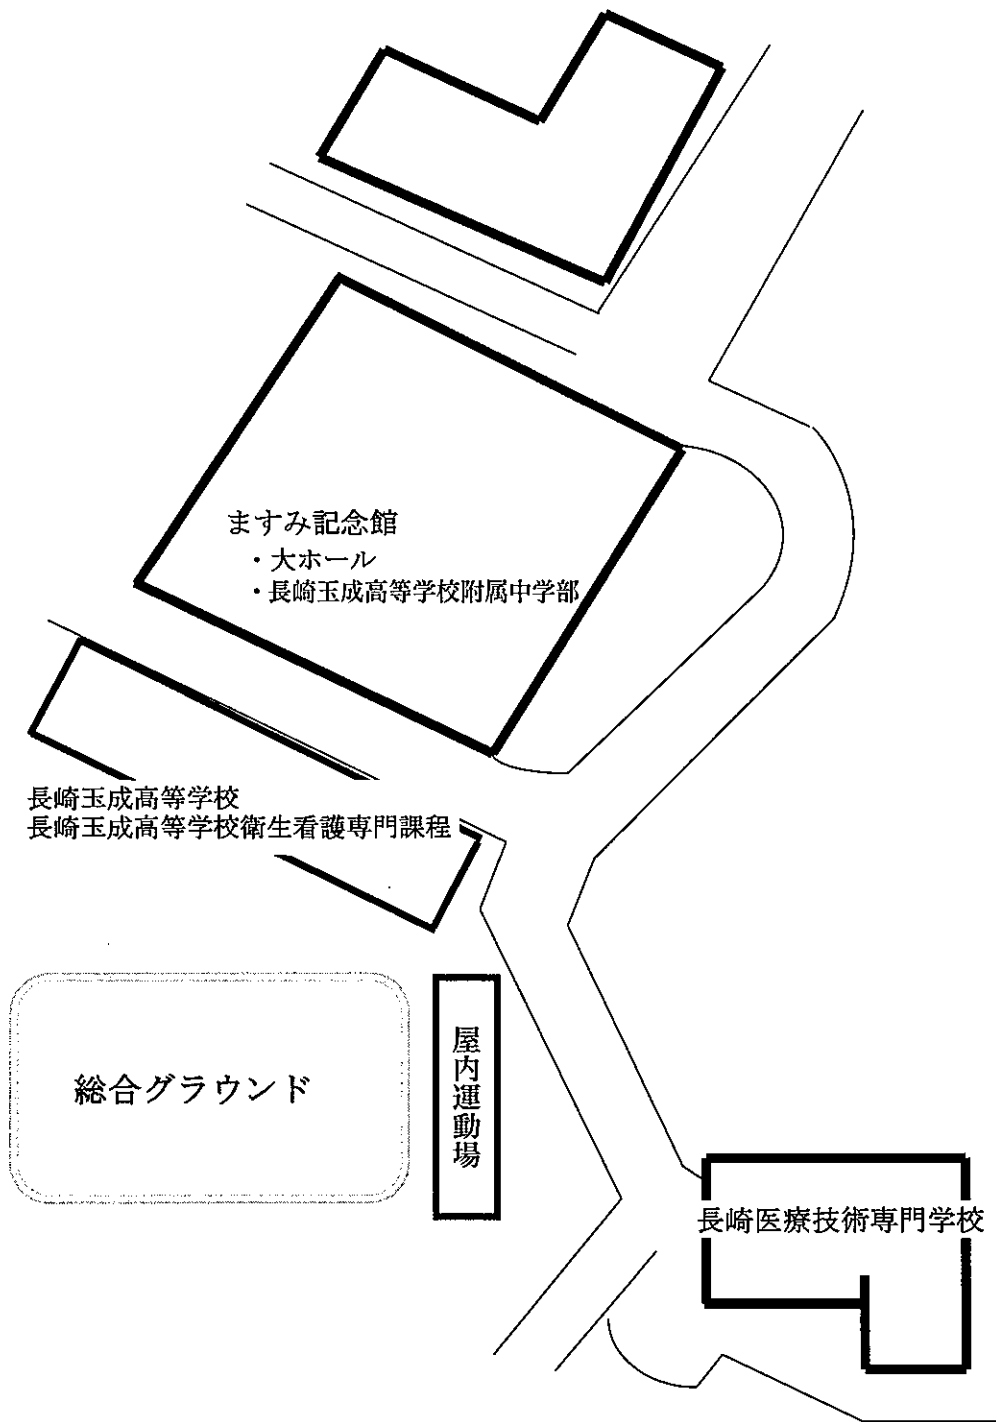 ますみ記念館
・大ホール
・長崎玉成高等学校附属中学部
長崎玉成高等学校
長崎玉成高等学校衛生看護専門課程
総合グラウンド
屋内運動場
長崎医療技術専門学校